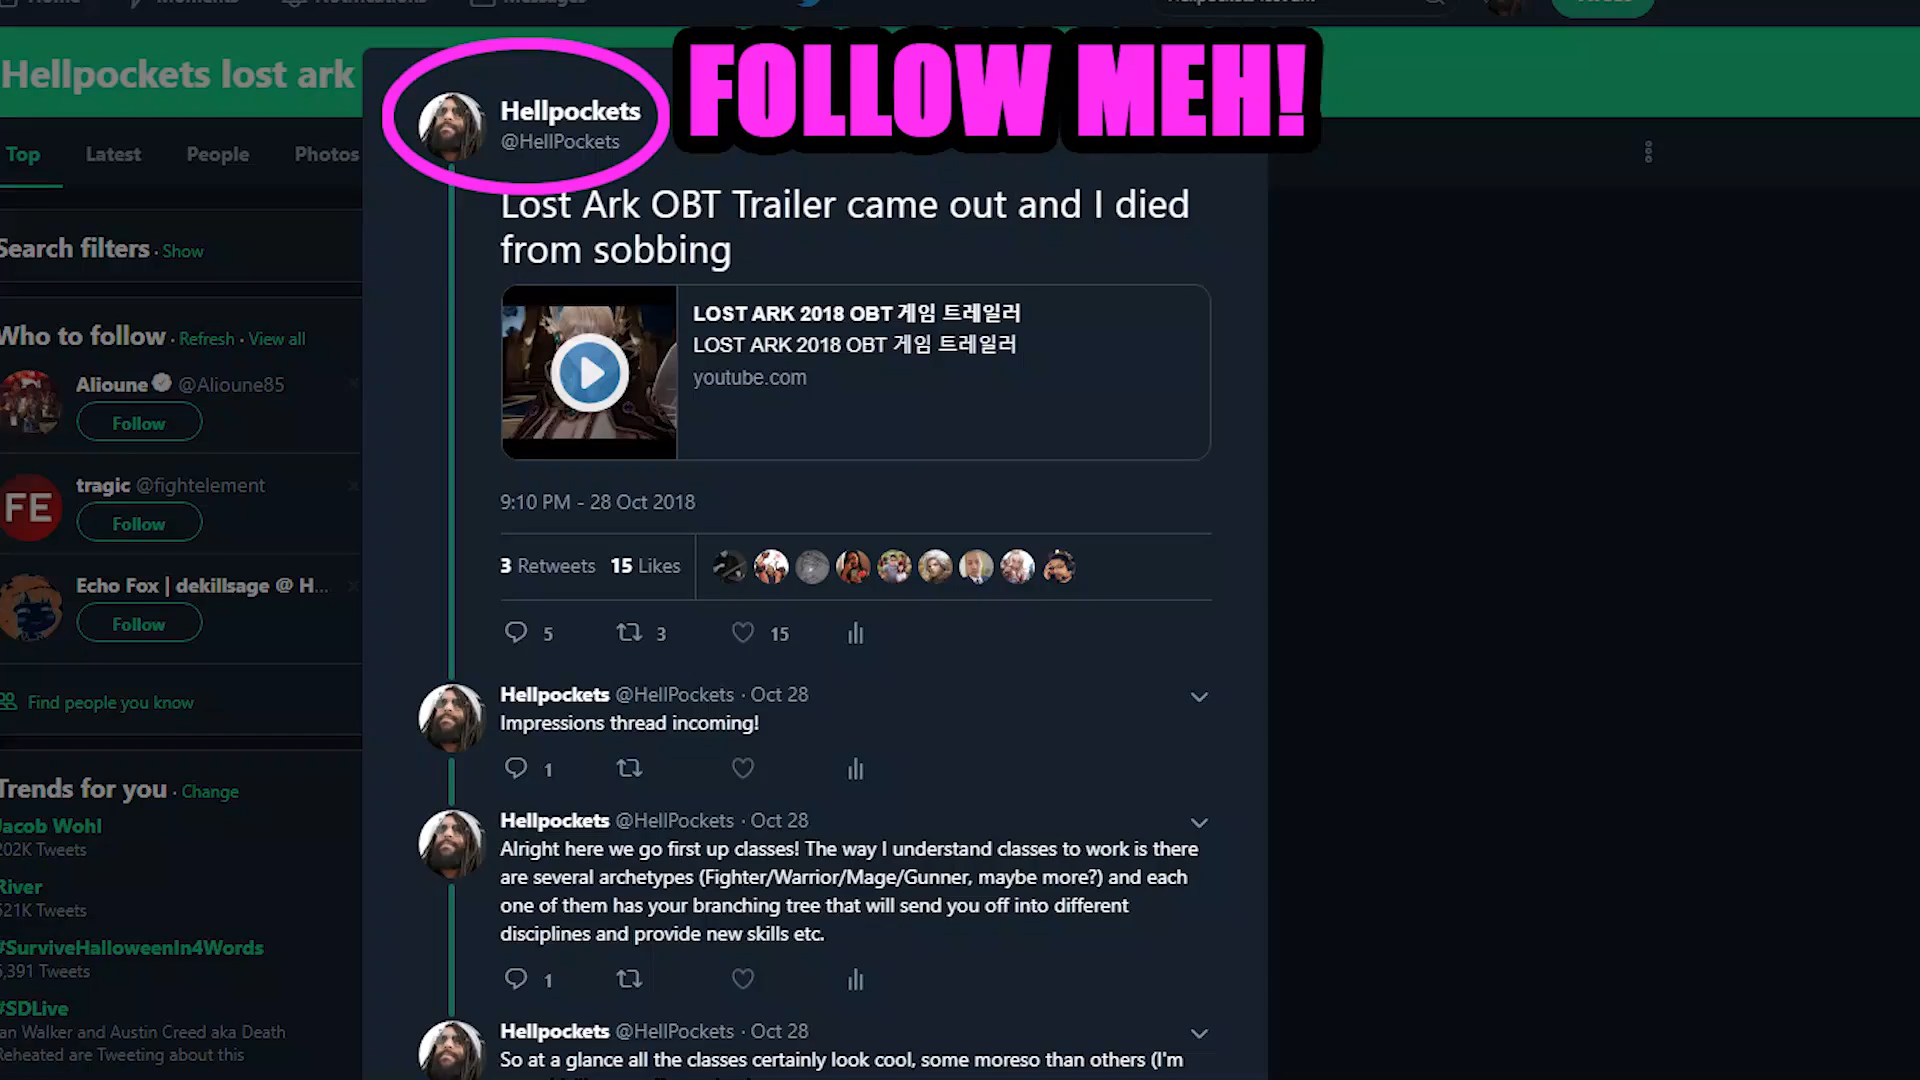 Hellpockets lost ark
FOLLOW MEH!
Hellpockets
@HellPockets
Top
Latest
People
Photos
Lost Ark OBT Trailer came out and I died
from sobbing
LOST ARK 2018 OBT 게임 트레일러
LOST ARK 2018 OBT 게임 트레일러
youtube.com
9:10 PM - 28 Oct 2018
3 Retweets 15 Likes
5
3
15
Hellpockets @HellPockets · Oct 28
Impressions thread incoming!
1
Hellpockets @HellPockets · Oct 28
Alright here we go first up classes! The way I understand classes to work is there
are several archetypes (Fighter/Warrior/Mage/Gunner, maybe more?) and each
one of them has your branching tree that will send you off into different
disciplines and provide new skills etc.
1
Hellpockets @HellPockets · Oct 28
So at a glance all the classes certainly look cool, some moreso than others (I'm
Search filters · Show
Who to follow · Refresh · View all
Alioune @Alioune85
Follow
tragic @fightelement
FE
Follow
Echo Fox | dekillsage @ H...
Follow
Find people you know
Trends for you · Change
Jacob Wohl
202K Tweets
River
521K Tweets
#SurviveHalloweenIn4Words
5,391 Tweets
#SDLive
Ian Walker and Austin Creed aka Death
Reheated are Tweeting about this